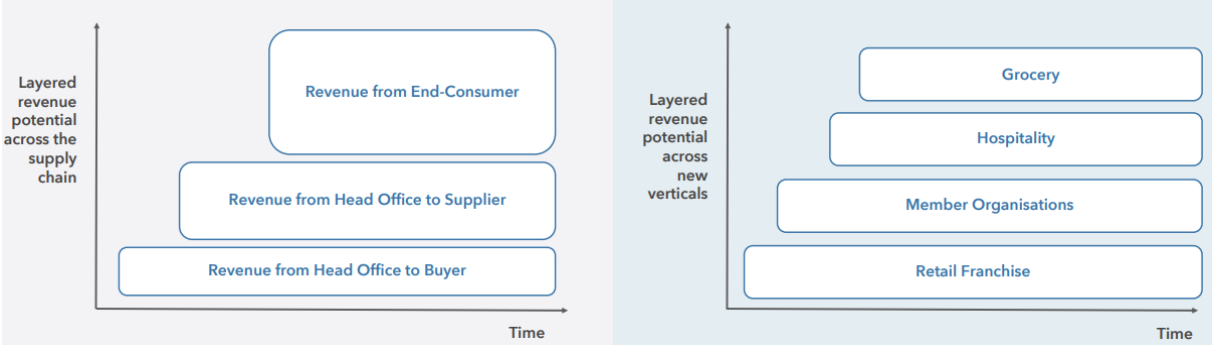 Layered
revenue
potential
across the
supply
chain
Revenue from End-Consumer
Revenue from Head Office to Supplier
Revenue from Head Office to Buyer
Time
Layered
revenue
potential
across
new
verticals
Grocery
Hospitality
Member Organisations
Retail Franchise
Time